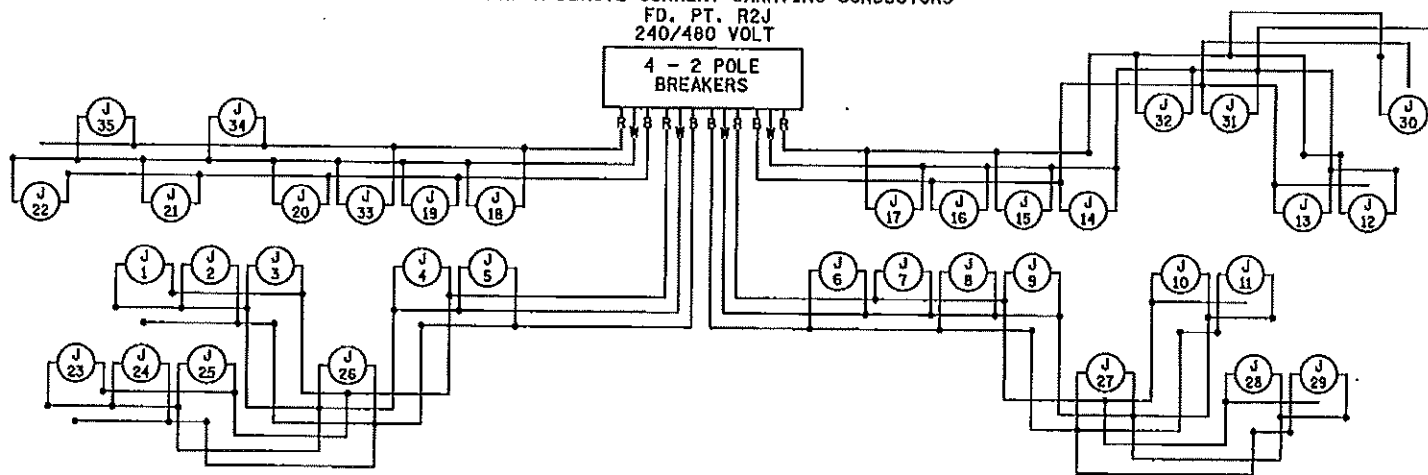 FD. PT. R2J
240/480 VOLT
4 - 2 POLE
BREAKERS
R W B R W B B W R B W R
J 35
J 34
J 32
J 31
J 30
J 22
J 21
J 20
J 33
J 19
J 18
J 17
J 16
J 15
J 14
J 13
J 12
J 1
J 2
J 3
J 4
J 5
J 6
J 7
J 8
J 9
J 10
J 11
J 23
J 24
J 25
J 26
J 27
J 28
J 29